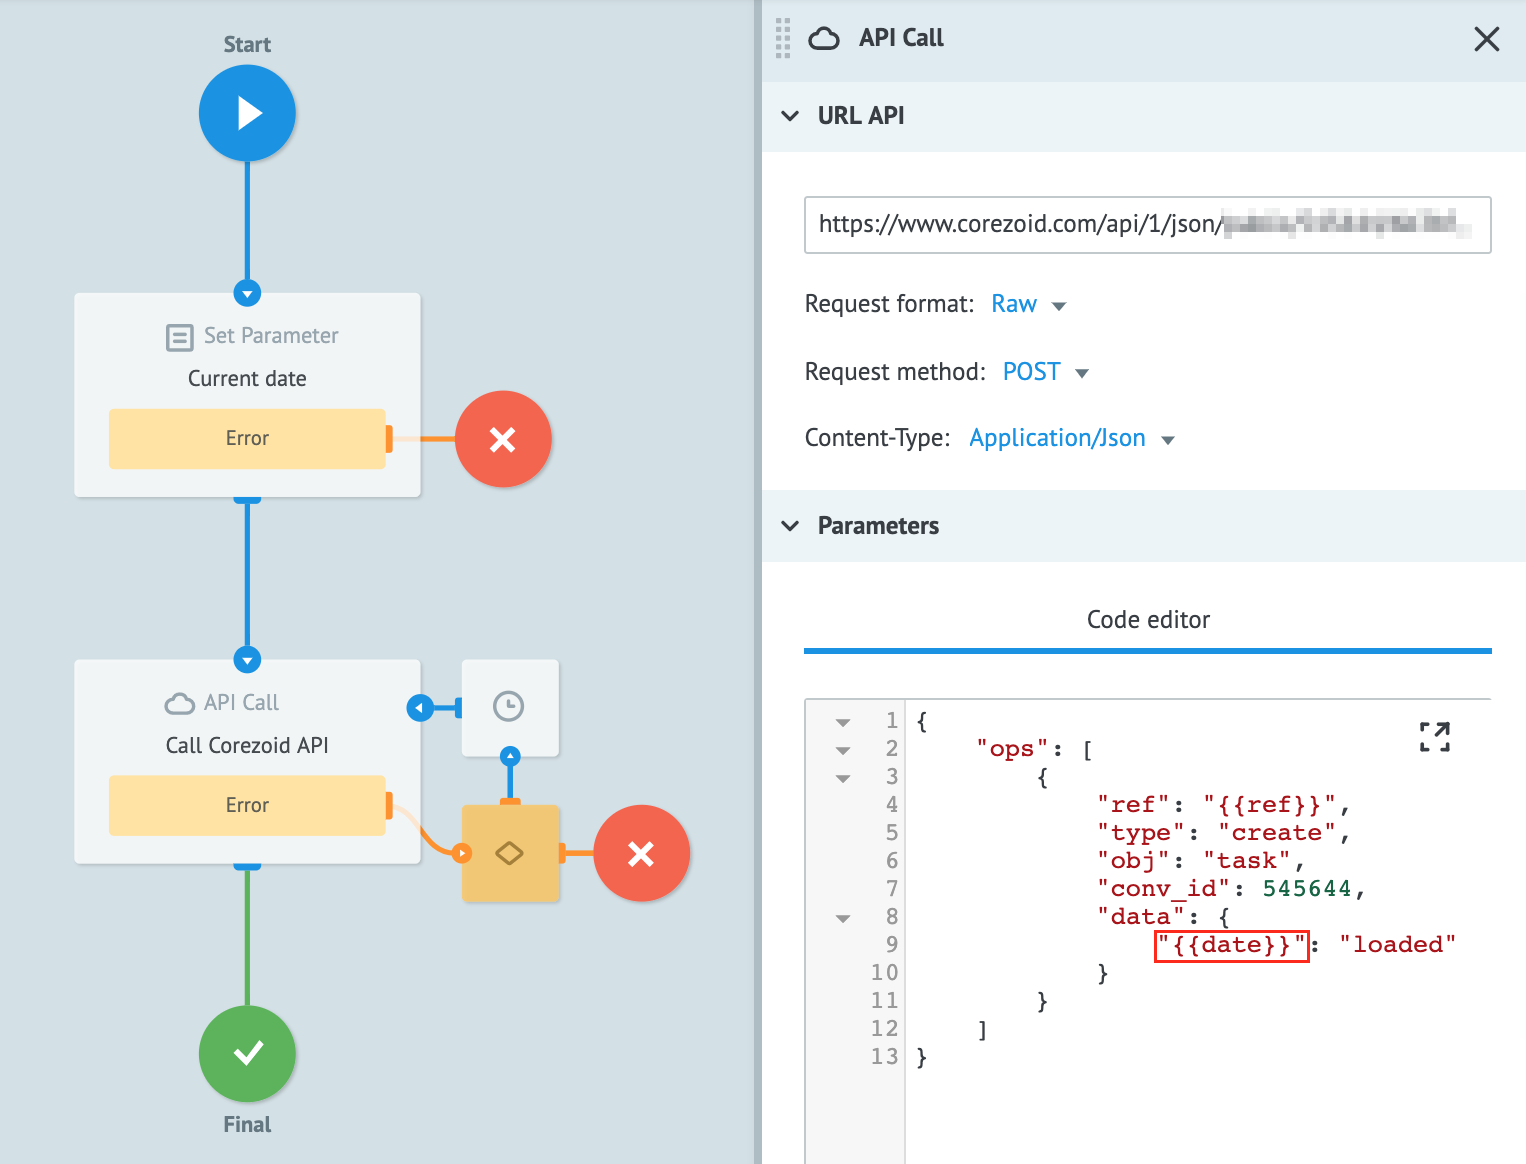 Start
Set Parameter
Current date
Error
API Call
Call Corezoid API
Error
Final
API Call
URL API
https://www.corezoid.com/api/1/json/
Request format: Raw
Request method: POST
Content-Type: Application/Json
Parameters
Code editor
1 {
2 "ops": [
3 {
4 "ref": "{{ref}}",
5 "type": "create",
6 "obj": "task",
7 "conv_id": 545644,
8 "data": {
9 "{{date}}": "loaded"
10 }
11 }
12 ]
13 }